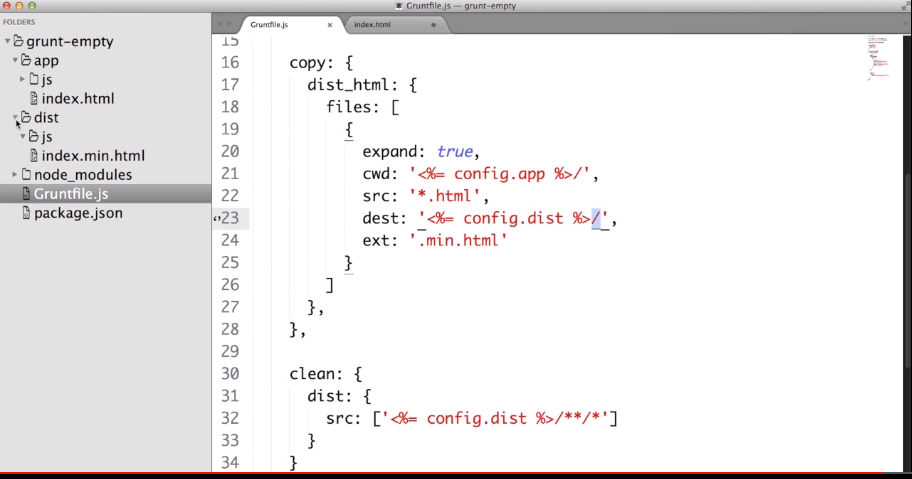 Gruntfile.js — grunt-empty
FOLDERS
grunt-empty
app
js
index.html
dist
js
index.min.html
node_modules
Gruntfile.js
package.json
Gruntfile.js × index.html
15
16 copy: {
17 dist_html: {
18 files: [
19 {
20 expand: true,
21 cwd: '<%= config.app %>/',
22 src: '*.html',
23 dest: '<%= config.dist %>/',
24 ext: '.min.html'
25 }
26 ]
27 },
28 },
29
30 clean: {
31 dist: {
32 src: ['<%= config.dist %>/**/*']
33 }
34 }